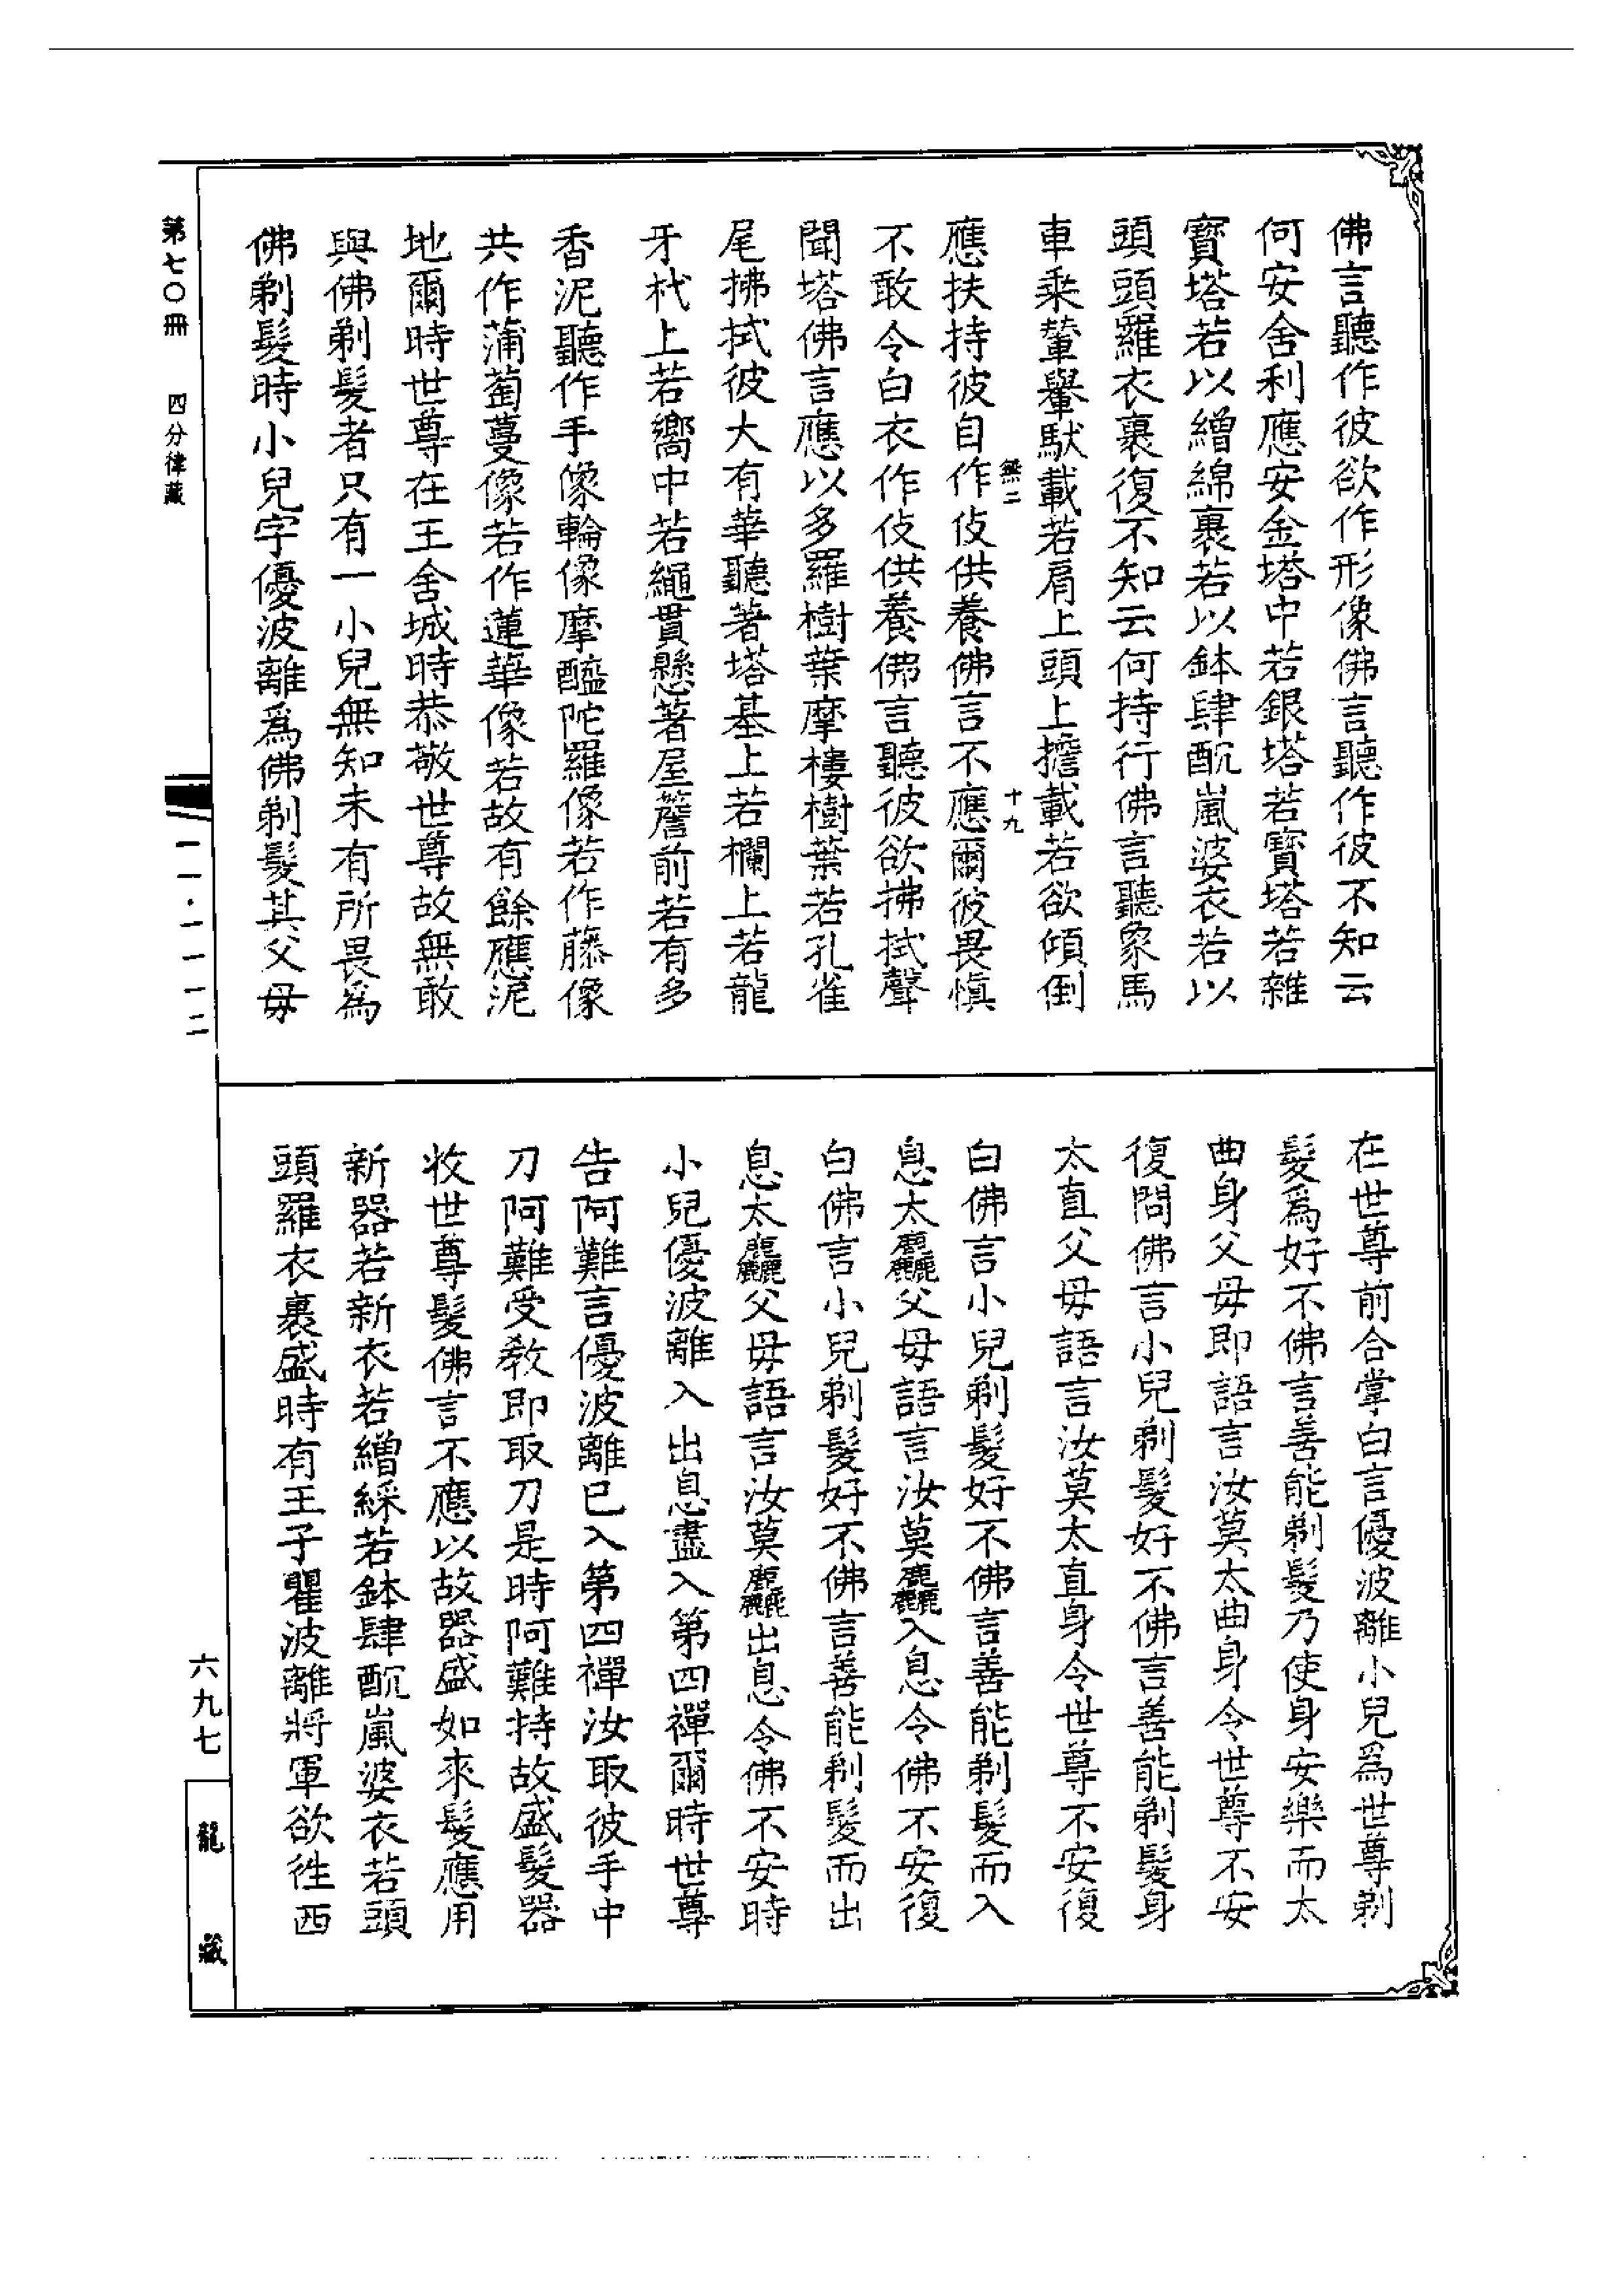 佛言聽作彼欲作形像佛言聽作彼不知云
何安舍利應安金塔中若銀塔若寶塔若雜
寶塔若以繒綿裹若以鉢肆酖嵐婆衣若以
頭頭羅衣裹復不知云何持行佛言聽象馬
車乘輦轝馱載若肩上頭上擔載若欲傾倒
應扶持彼自作伎供養佛言不應爾彼畏慎
不敢令白衣作伎供養佛言聽彼欲拂拭聲
聞塔佛言應以多羅樹葉摩樓樹葉若孔雀
尾拂拭彼大有華聽著塔基上若欄上若龍
牙杙上若嚮中若繩貫懸著屋簷前若有多
香泥聽作手像輪像摩醯陀羅像若作藤像
共作蒲萄蔓像若作蓮華像若故有餘應泥
地爾時世尊在王舍城時恭敬世尊故無敢
與佛剃髮者只有一小兒無知未有所畏為
佛剃髮時小兒字優波離爲佛剃髮其父母
無二
十九
在世尊前合掌白言優波離小兒爲世尊剃
髮爲好不佛言善能剃髮乃使身安樂而太
曲身父母即語言汝莫太曲身令世尊不安
復問佛言小兒剃髮好不佛言善能剃髮身
太直父母語言汝莫太直身令世尊不安復
白佛言小兒剃髮好不佛言善能剃髮而入
息太麤父母語言汝莫麤入息令佛不安復
白佛言小兒剃髮好不佛言善能剃髮而出
息太麤父母語言汝莫麤出息令佛不安時
小兒優波離入出息盡入第四禪爾時世尊
告阿難言優波離已入第四禪汝取彼手中
刀阿難受教即取刀是時阿難持故盛髮器
收世尊髮佛言不應以故器盛如來髮應用
新器若新衣若繒綵若鉢肆酖嵐婆衣若頭
頭羅衣裹盛時有王子瞿波離將軍欲往西
第七〇冊
四分律藏
一一·一一一二
六九七
龍藏